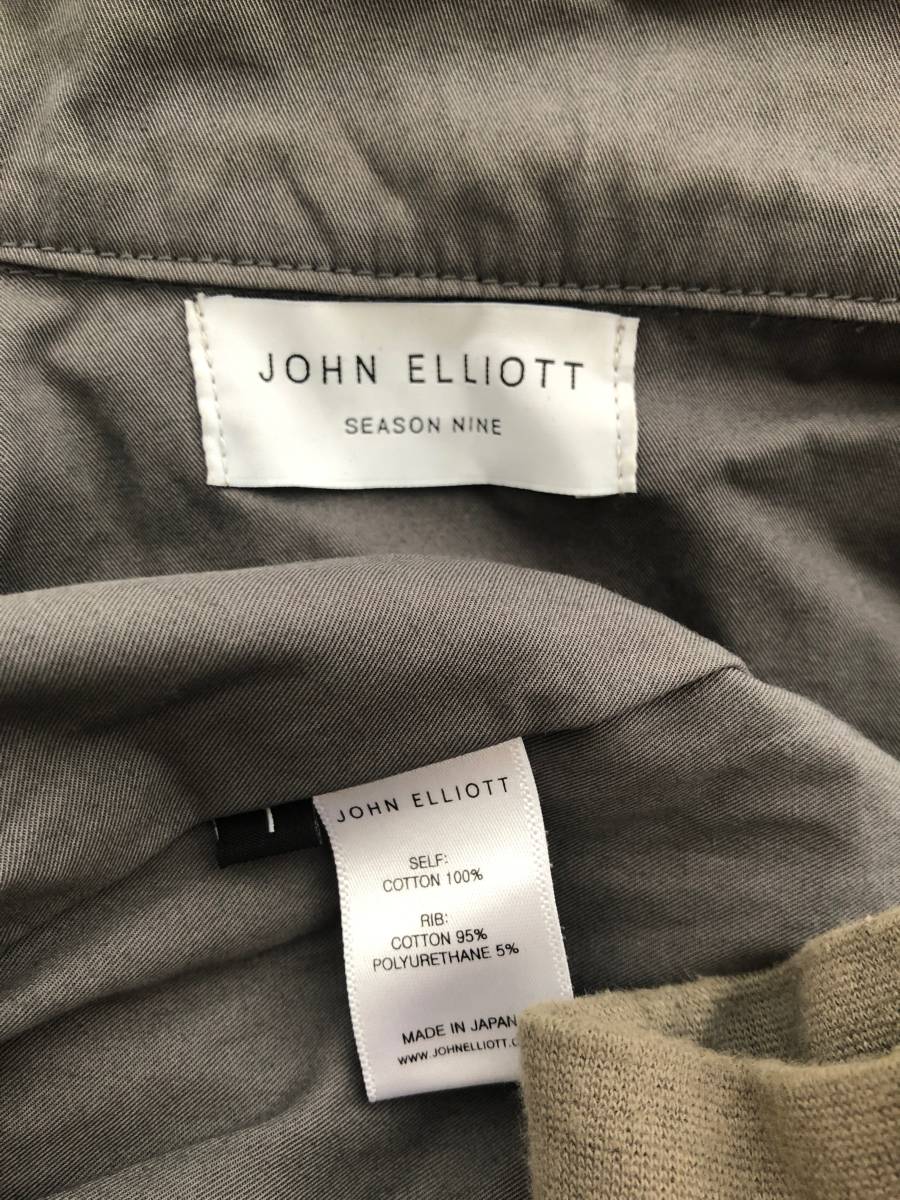 JOHN ELLIOTT
SEASON NINE
JOHN ELLIOTT
SELF:
COTTON 100%
RIB:
COTTON 95%
POLYURETHANE 5%
MADE IN JAPAN